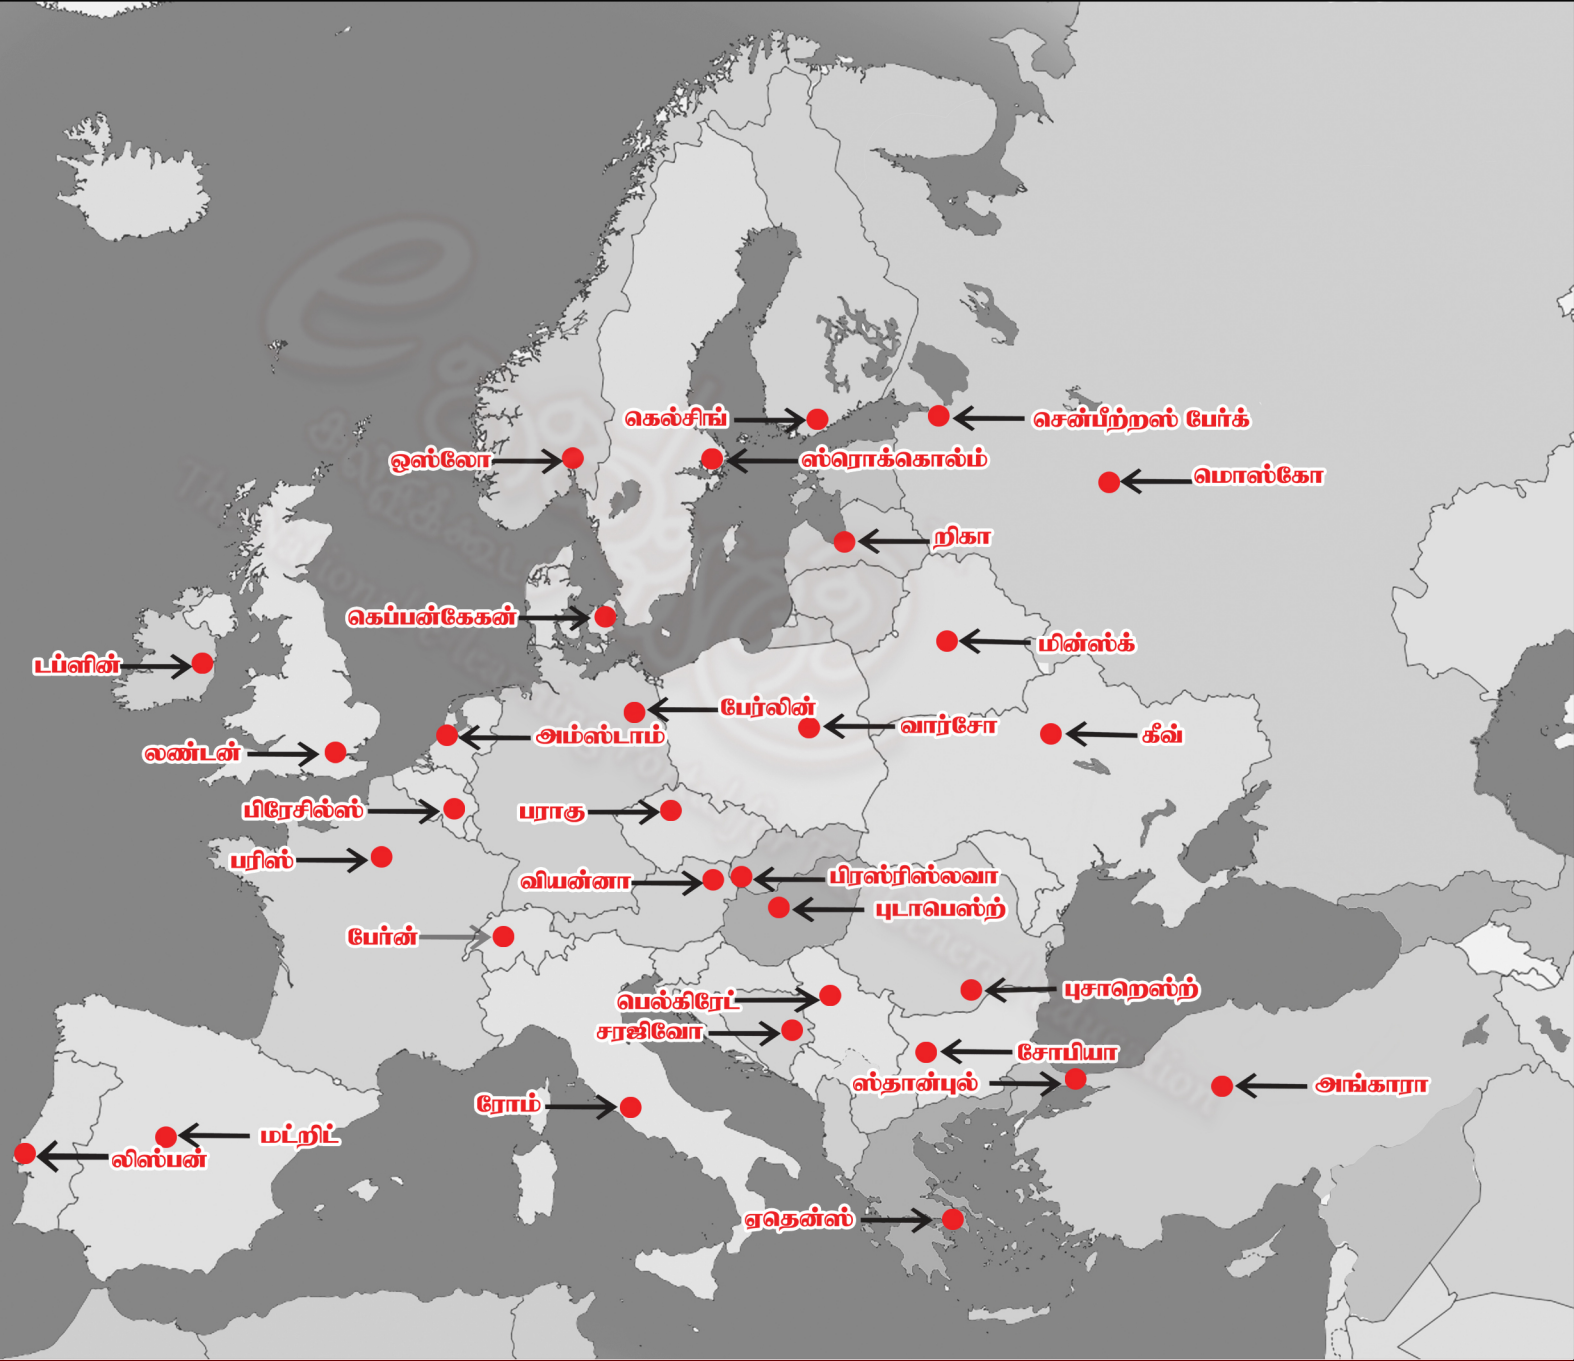 கெல்சிங்
சென்பீற்றஸ் பேர்க்
ஒஸ்லோ
ஸ்ரொக்கொல்ம்
மொஸ்கோ
றிகா
கெப்பன்கேகன்
மின்ஸ்க்
டப்ளின்
பேர்லின்
வார்சோ
அம்ஸ்டாம்
கீவ்
லண்டன்
பிரேசில்ஸ்
பராகு
பரிஸ்
வியன்னா
பிரஸ்ரிஸ்லவா
புடாபெஸ்ற்
பேர்ன்
புசாறெஸ்ற்
பெல்கிரேட்
சரஜிவோ
சோபியா
ஸ்தான்புல்
அங்காரா
ரோம்
மட்றிட்
லிஸ்பன்
ஏதென்ஸ்